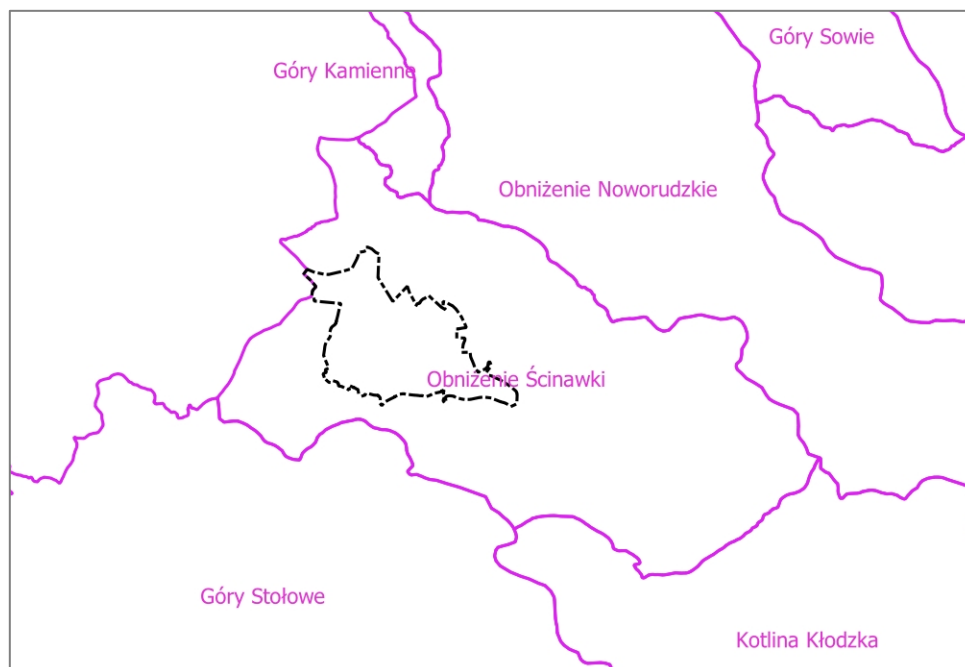 Góry Sowie
Góry Kamienne
Obniżenie Noworudzkie
Obniżenie Ścinawki
Góry Stołowe
Kotlina Kłodzka